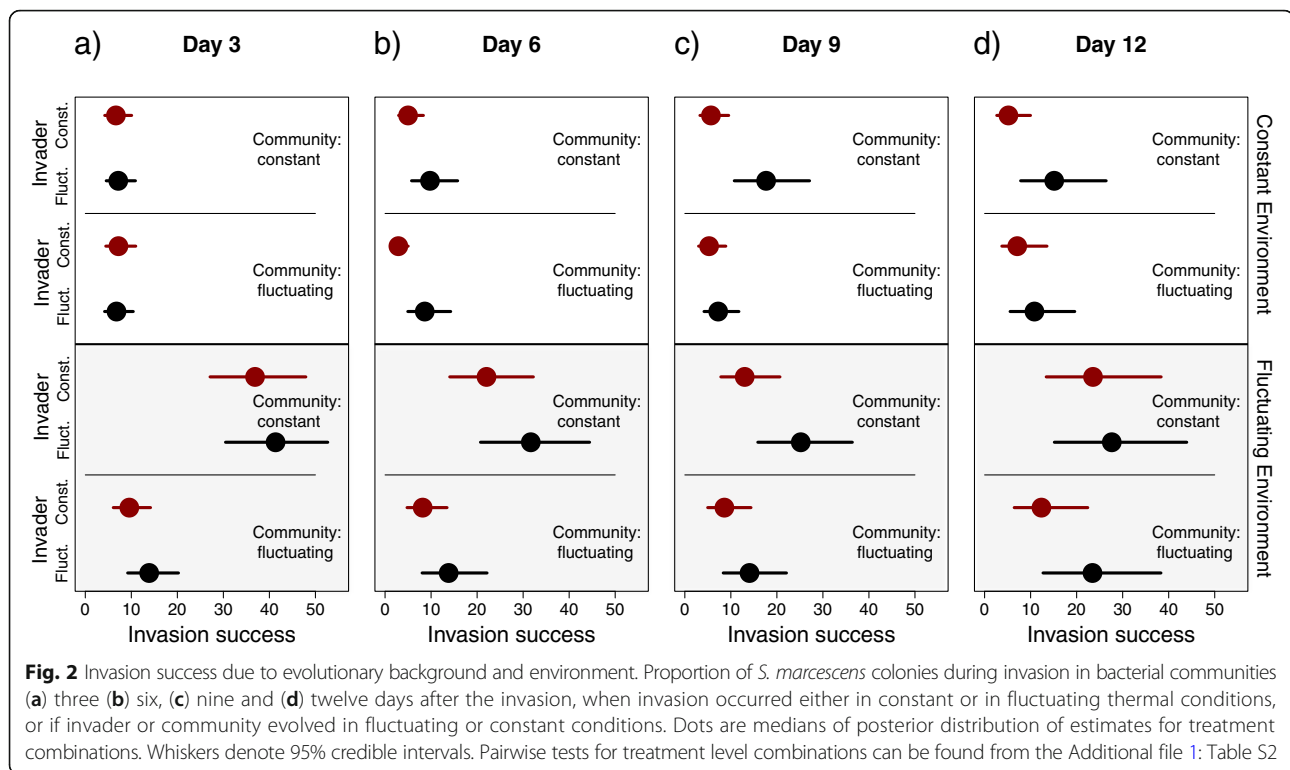 a) Day 3 b) Day 6 c) Day 9 d) Day 12
Invader
Const.
Fluct.
Community:
constant
Community:
constant
Community:
constant
Community:
constant
Constant Environment
Invader
Const.
Fluct.
Community:
fluctuating
Community:
fluctuating
Community:
fluctuating
Community:
fluctuating
Invader
Const.
Fluct.
Community:
constant
Community:
constant
Community:
constant
Community:
constant
Fluctuating Environment
Invader
Const.
Fluct.
Community:
fluctuating
Community:
fluctuating
Community:
fluctuating
Community:
fluctuating
0 10 20 30 40 50 0 10 20 30 40 50 0 10 20 30 40 50 0 10 20 30 40 50
Invasion success Invasion success Invasion success Invasion success
Fig. 2 Invasion success due to evolutionary background and environment. Proportion of S. marcescens colonies during invasion in bacterial communities
(a) three (b) six, (c) nine and (d) twelve days after the invasion, when invasion occurred either in constant or in fluctuating thermal conditions,
or if invader or community evolved in fluctuating or constant conditions. Dots are medians of posterior distribution of estimates for treatment
combinations. Whiskers denote 95% credible intervals. Pairwise tests for treatment level combinations can be found from the Additional file 1: Table S2